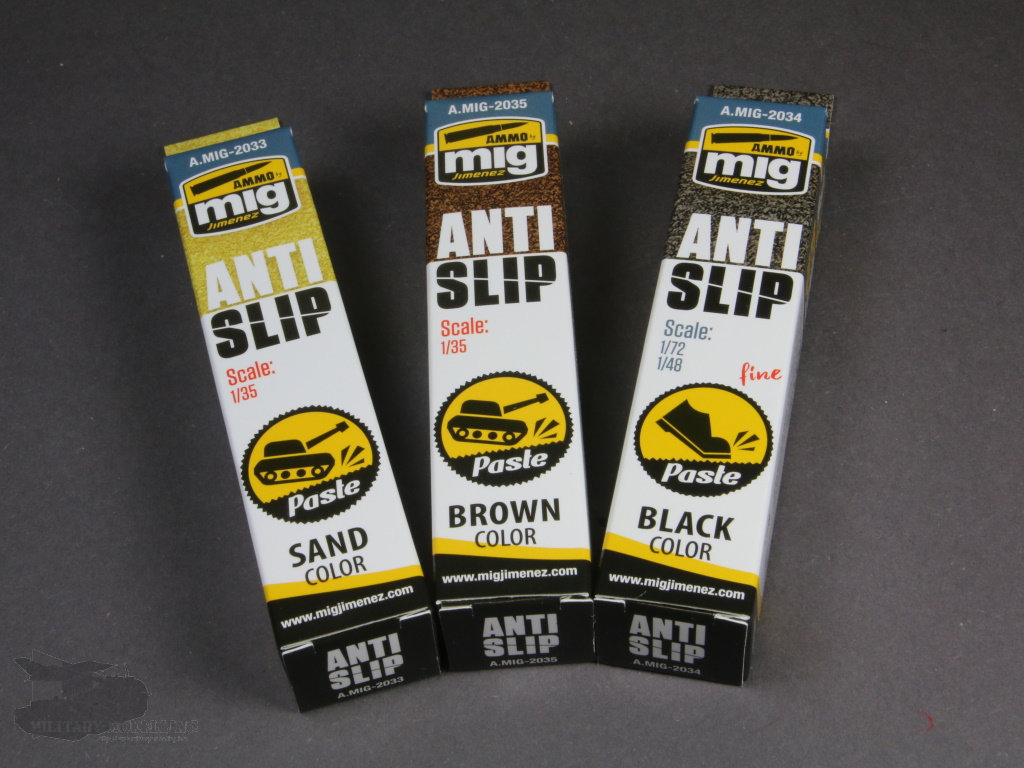 A.MIG-2033
AMMO by
mig
Jimenez
ANTI
SLIP
Scale:
1/35
Paste
SAND
COLOR
www.migjimenez.com
ANTI
SLIP
A.MIG-2033
A.MIG-2035
AMMO by
mig
Jimenez
ANTI
SLIP
Scale:
1/35
Paste
BROWN
COLOR
www.migjimenez.com
ANTI
SLIP
A.MIG-2035
A.MIG-2034
AMMO by
mig
Jimenez
ANTI
SLIP
Scale:
1/72
1/48
fine
Paste
BLACK
COLOR
www.migjimenez.com
ANTI
SLIP
A.MIG-2034